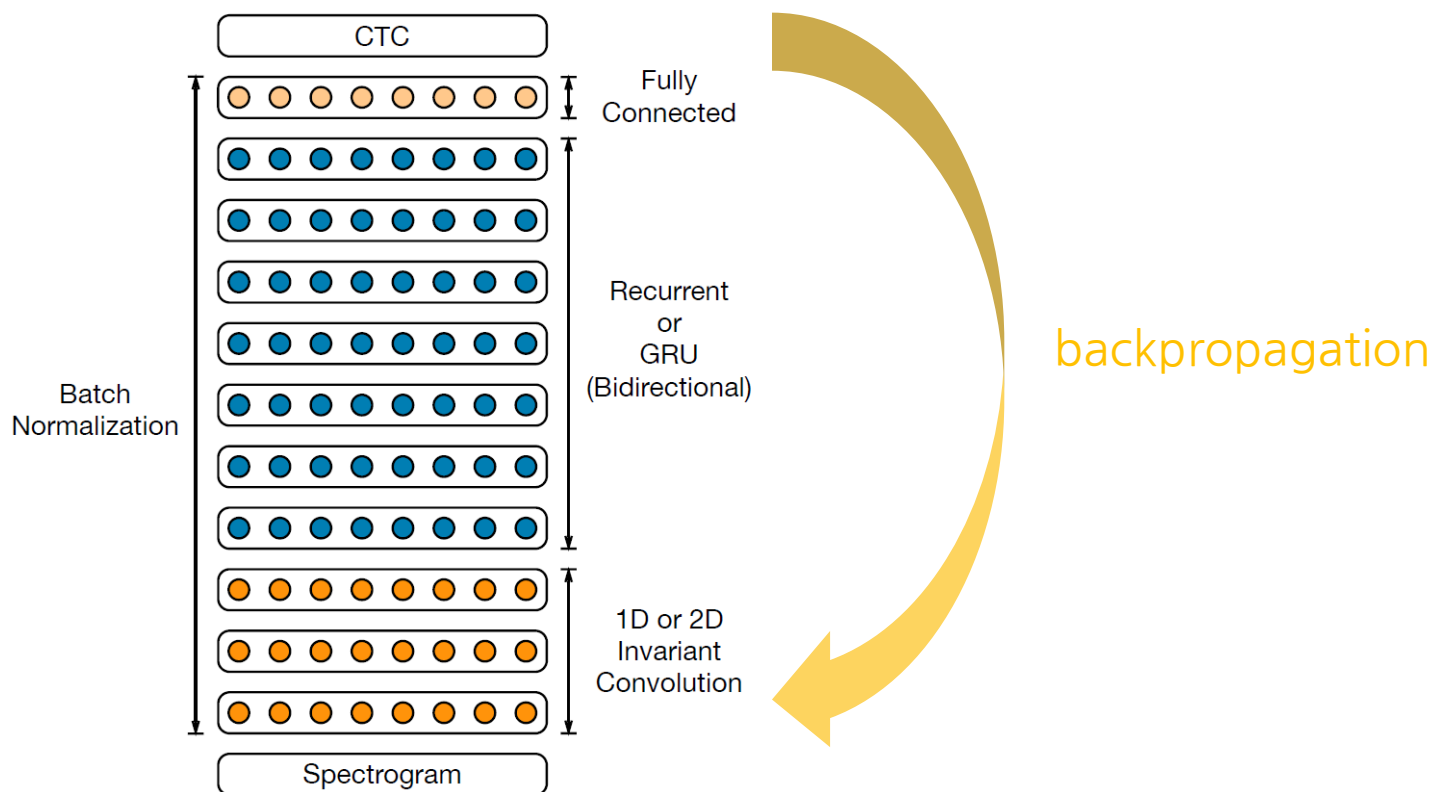 CTC
Fully
Connected
Recurrent
or
GRU
(Bidirectional)
backpropagation
Batch
Normalization
1D or 2D
Invariant
Convolution
Spectrogram